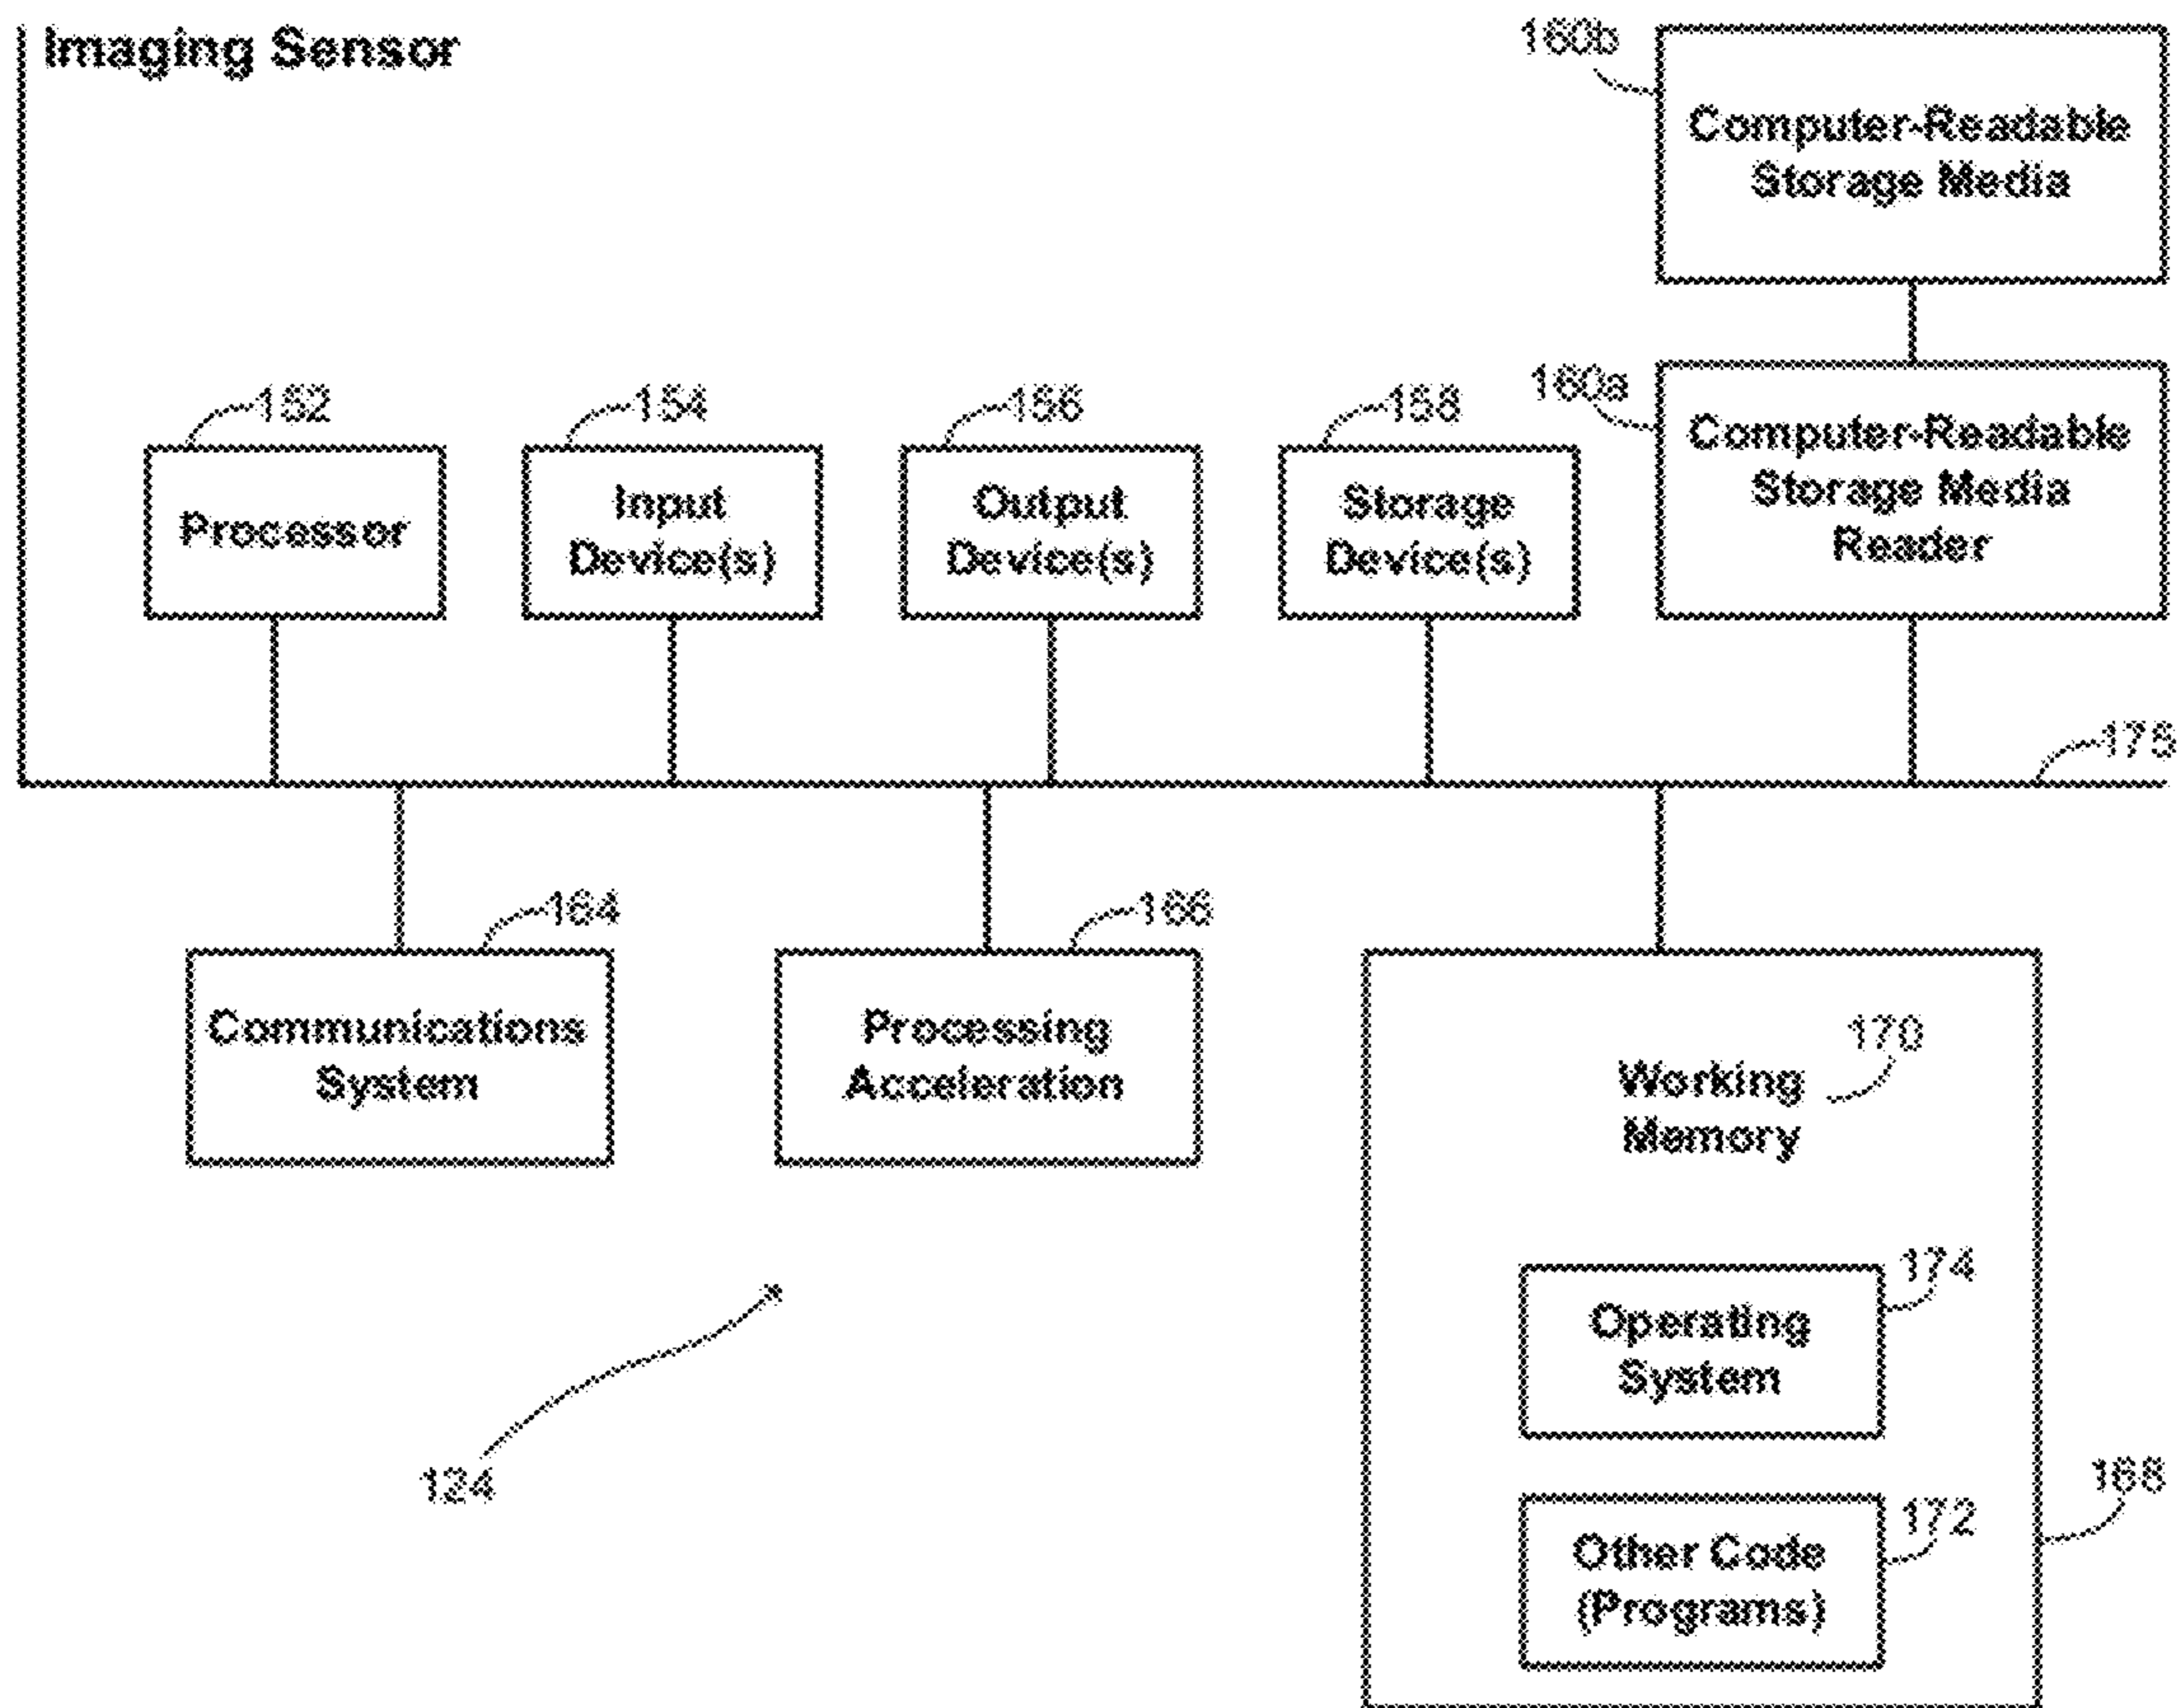 Imaging Sensor
160b
Computer-Readable
Storage Media
152
154
156
158
160a
Processor
Input
Device(s)
Output
Device(s)
Storage
Device(s)
Computer-Readable
Storage Media
Reader
164
166
Communications
System
Processing
Acceleration
170
Working
Memory
174
Operating
System
124
168
172
Other Code
(Programs)